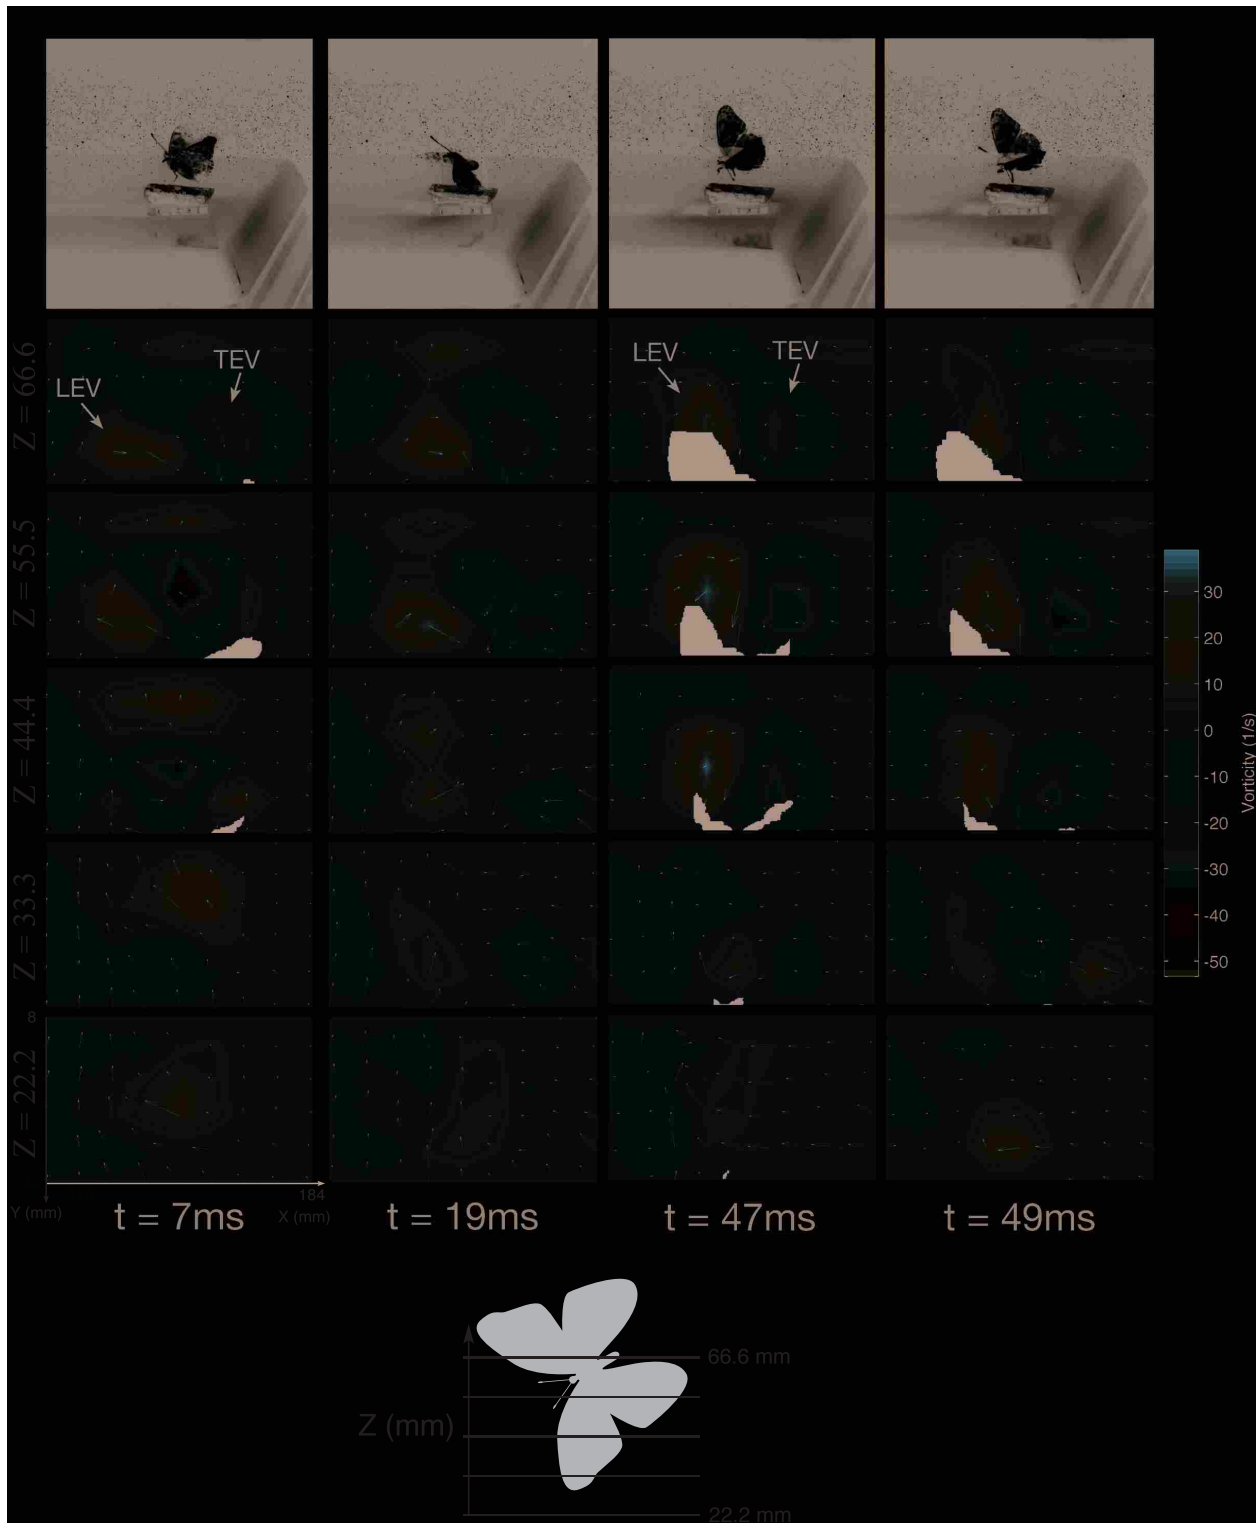 Z = 66.6
LEV
TEV
LEV
TEV
Z = 55.5
Z = 44.4
Z = 33.3
Z = 22.2
30
20
10
0
-10
-20
-30
-40
-50
Vorticity (1/s)
8
184
Y (mm)
X (mm)
t = 7ms
t = 19ms
t = 47ms
t = 49ms
66.6 mm
Z (mm)
22.2 mm